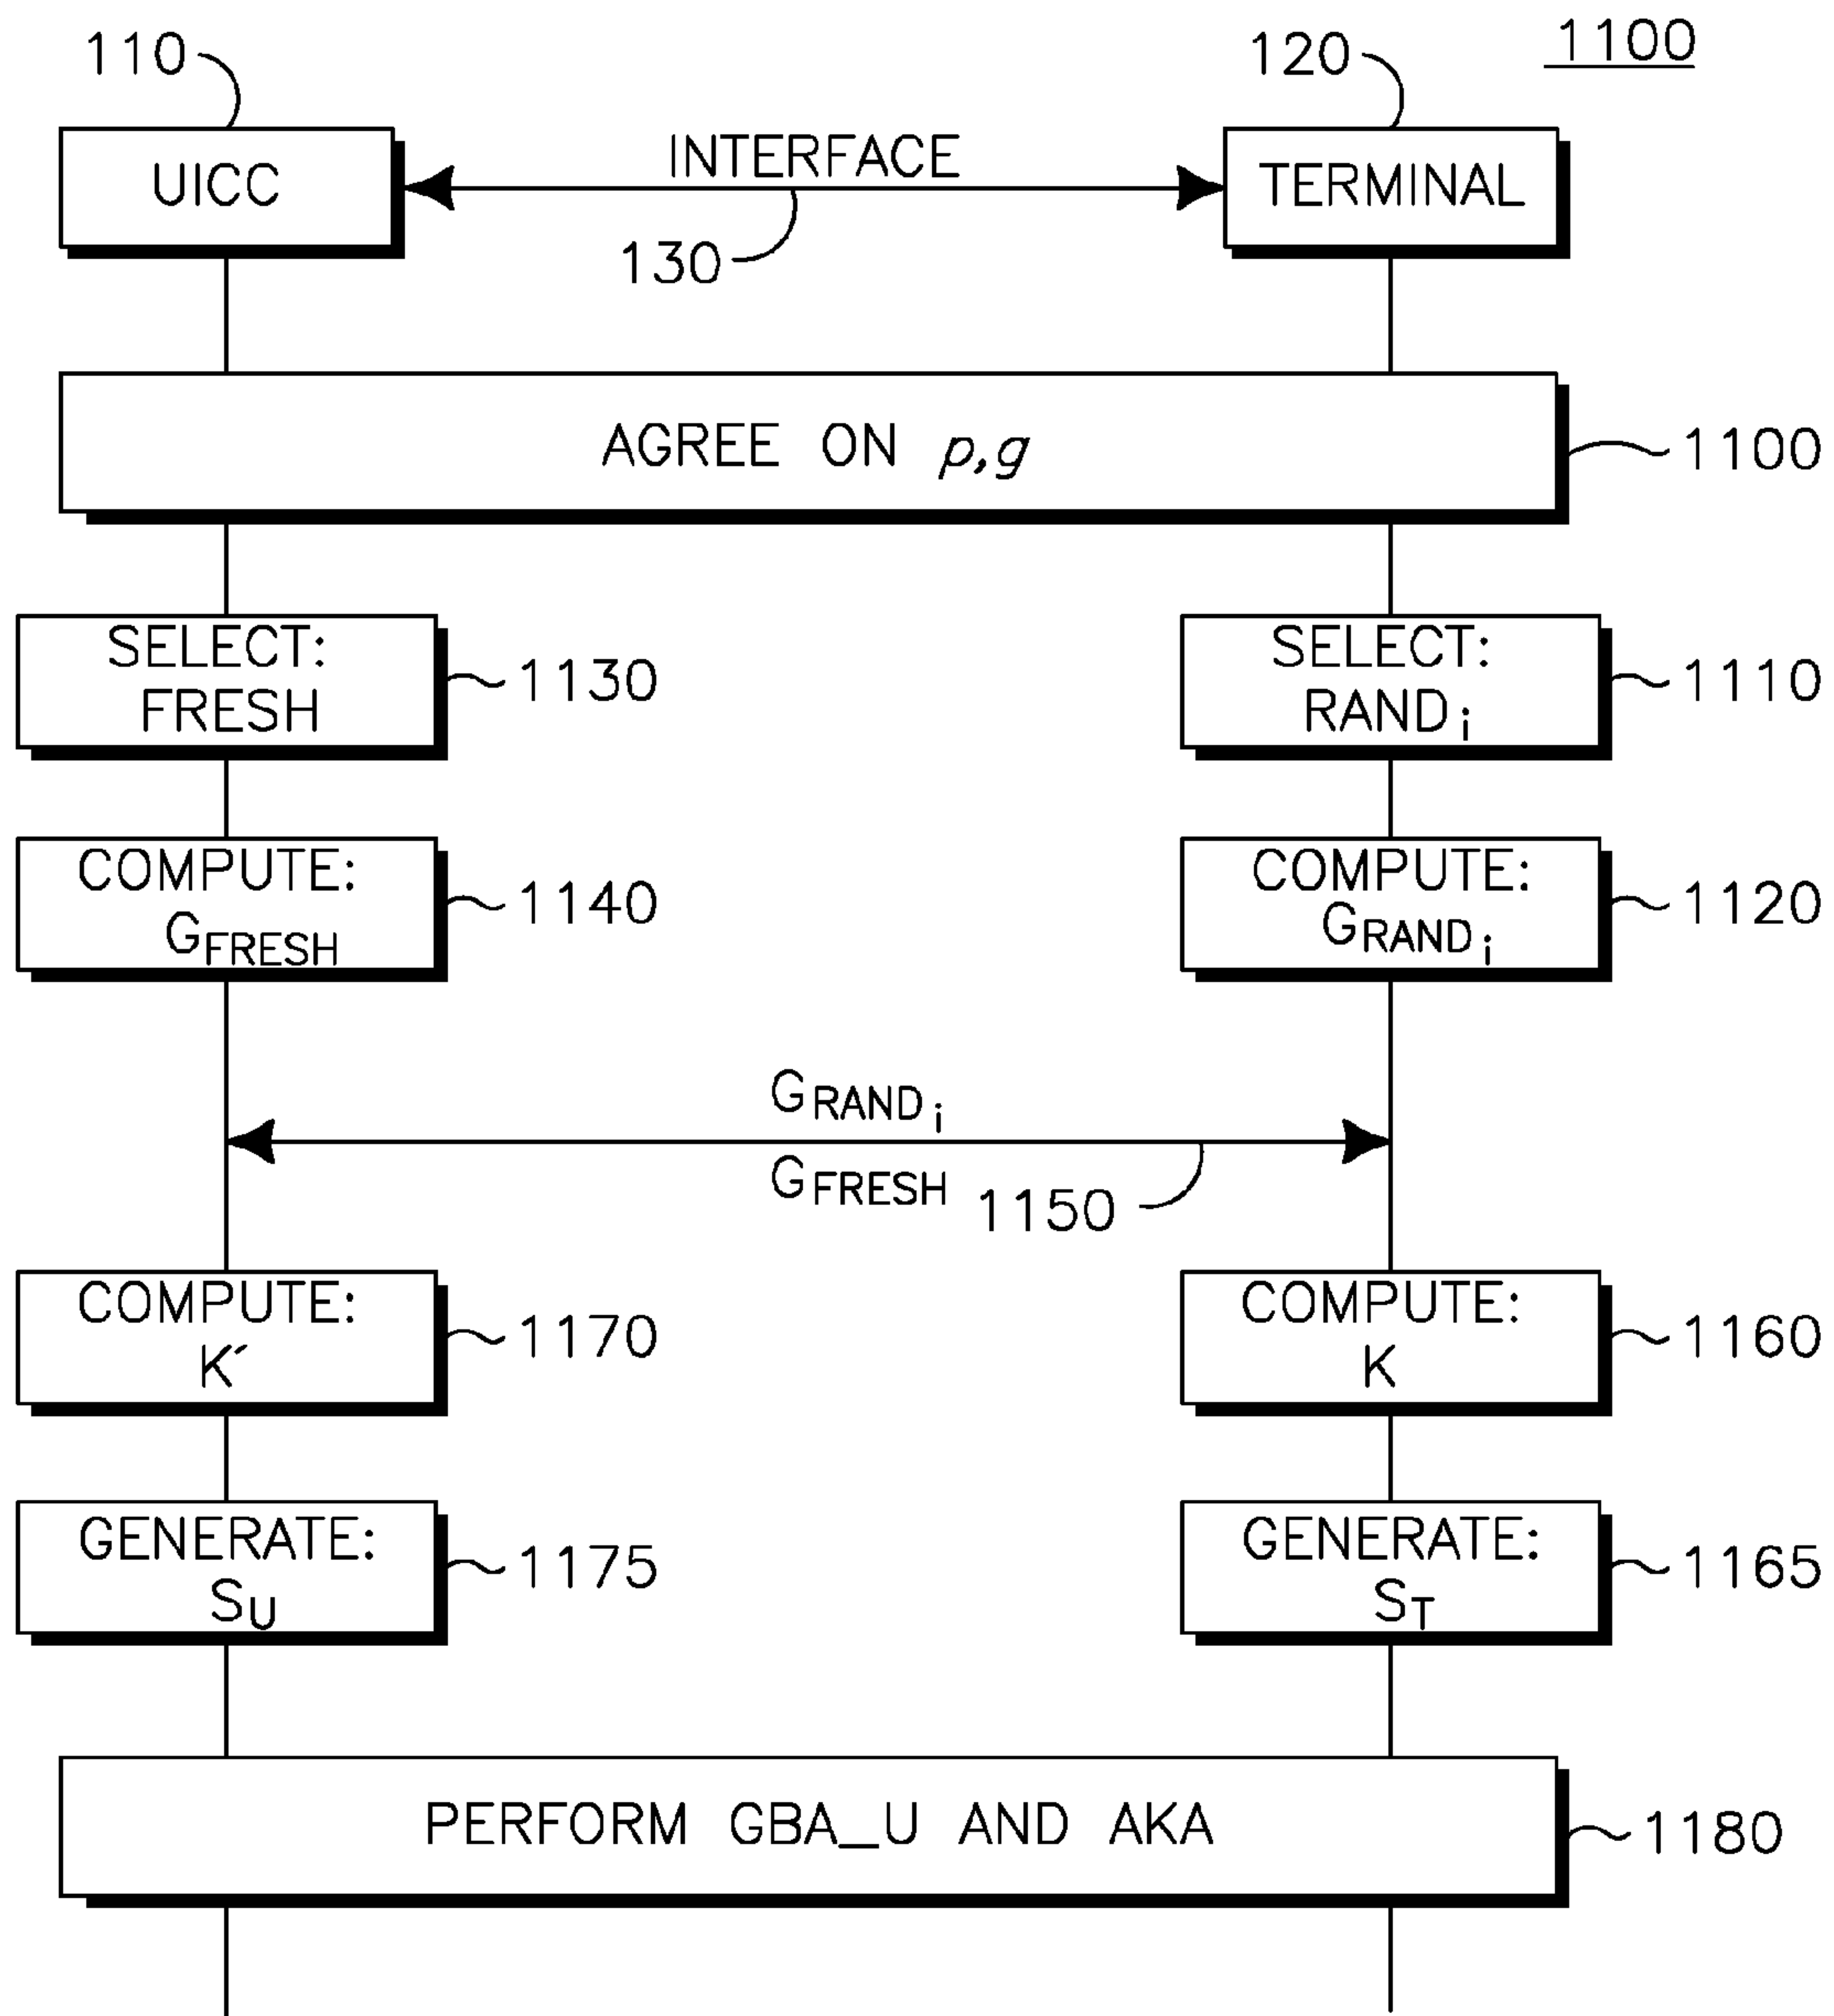 110
120
1100
UICC
INTERFACE
TERMINAL
130
AGREE ON p,g
1100
SELECT:
FRESH
1130
SELECT:
RANDi
1110
COMPUTE:
GFRESH
1140
COMPUTE:
GRANDi
1120
GRANDi
GFRESH
1150
COMPUTE:
K´
1170
COMPUTE:
K
1160
GENERATE:
SU
1175
GENERATE:
ST
1165
PERFORM GBA_U AND AKA
1180